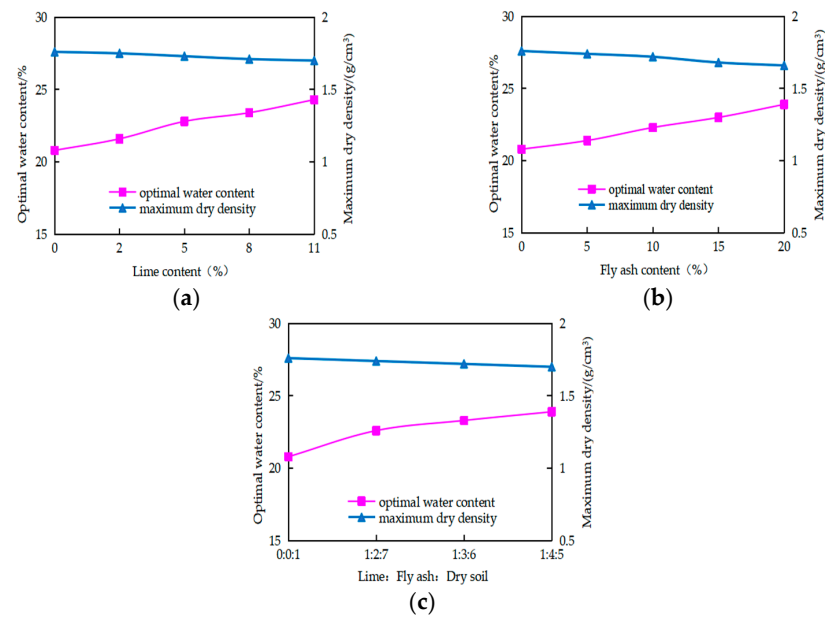 30
25
20
15
Optimal water content/%
2
1.5
1
0.5
Maximum dry density/(g/cm³)
optimal water content
maximum dry density
0 2 5 8 11
Lime content（%）
(a)
30
25
20
15
Optimal water content/%
2
1.5
1
0.5
Maximum dry density/(g/cm³)
optimal water content
maximum dry density
0 5 10 15 20
Fly ash content（%）
(b)
30
25
20
15
Optimal water content/%
2
1.5
1
0.5
Maximum dry density/(g/cm³)
optimal water content
maximum dry density
0:0:1 1:2:7 1:3:6 1:4:5
Lime：Fly ash：Dry soil
(c)